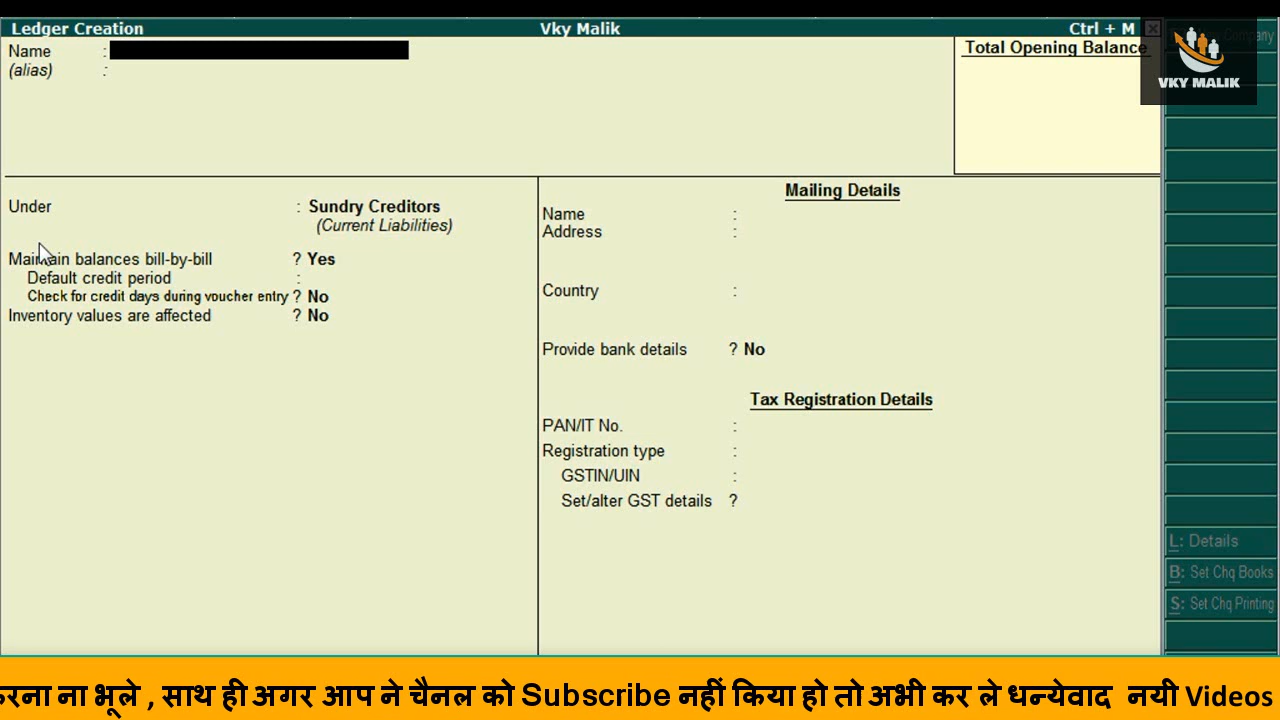 Ledger Creation Vky Malik Ctrl + M
Name :
(alias) :
Total Opening Balance
VKY MALIK
Under : Sundry Creditors
(Current Liabilities)
Maintain balances bill-by-bill ? Yes
Default credit period :
Check for credit days during voucher entry ? No
Inventory values are affected ? No
Mailing Details
Name :
Address :
Country :
Provide bank details ? No
Tax Registration Details
PAN/IT No. :
Registration type :
GSTIN/UIN :
Set/alter GST details ?
L: Details
B: Set Chq Books
S: Set Chq Printing
ना भूले , साथ ही अगर आप ने चैनल को Subscribe नहीं किया हो तो अभी कर ले धन्येवाद नयी Videos